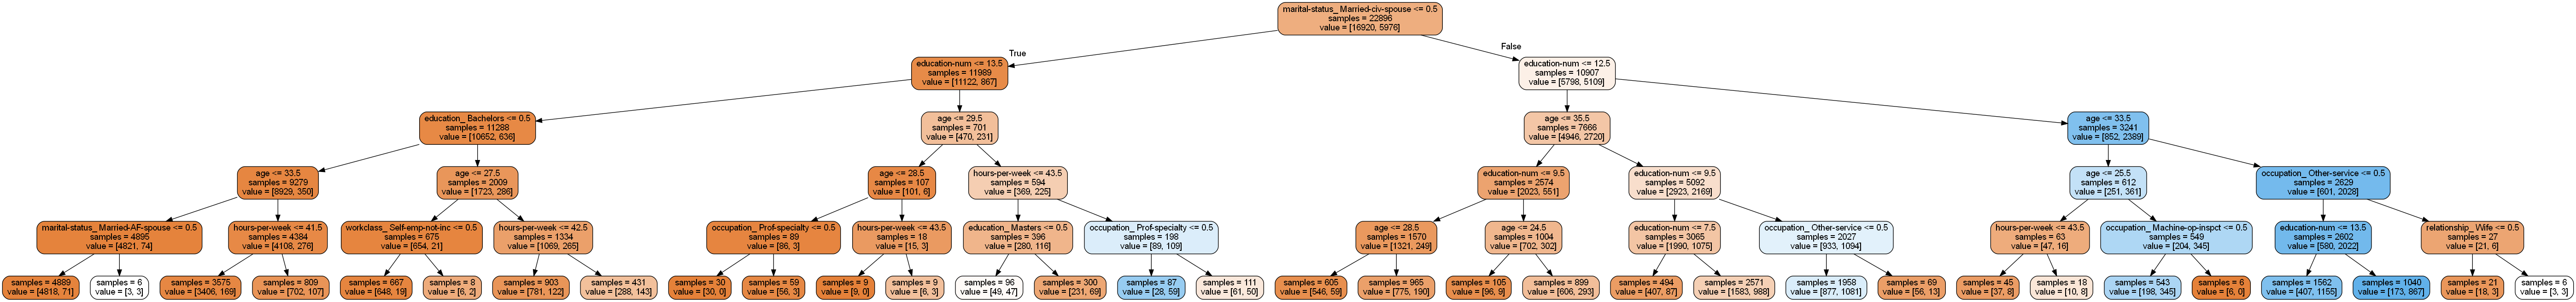 marital-status_ Married-civ-spouse <= 0.5
samples = 22896
value = [16920, 5976]
True
False
education-num <= 13.5
samples = 11989
value = [11122, 867]
education-num <= 12.5
samples = 10907
value = [5798, 5109]
education_ Bachelors <= 0.5
samples = 11288
value = [10652, 636]
age <= 29.5
samples = 701
value = [470, 231]
age <= 35.5
samples = 7666
value = [4946, 2720]
age <= 33.5
samples = 3241
value = [852, 2389]
age <= 33.5
samples = 9279
value = [8929, 350]
age <= 27.5
samples = 2009
value = [1723, 286]
age <= 28.5
samples = 107
value = [101, 6]
hours-per-week <= 43.5
samples = 594
value = [369, 225]
education-num <= 9.5
samples = 2574
value = [2023, 551]
education-num <= 9.5
samples = 5092
value = [2923, 2169]
age <= 25.5
samples = 612
value = [251, 361]
occupation_ Other-service <= 0.5
samples = 2629
value = [601, 2028]
marital-status_ Married-AF-spouse <= 0.5
samples = 4895
value = [4821, 74]
hours-per-week <= 41.5
samples = 4384
value = [4108, 276]
workclass_ Self-emp-not-inc <= 0.5
samples = 675
value = [654, 21]
hours-per-week <= 42.5
samples = 1334
value = [1069, 265]
occupation_ Prof-specialty <= 0.5
samples = 89
value = [86, 3]
hours-per-week <= 43.5
samples = 18
value = [15, 3]
education_ Masters <= 0.5
samples = 396
value = [280, 116]
occupation_ Prof-specialty <= 0.5
samples = 198
value = [89, 109]
age <= 28.5
samples = 1570
value = [1321, 249]
age <= 24.5
samples = 1004
value = [702, 302]
education-num <= 7.5
samples = 3065
value = [1990, 1075]
occupation_ Other-service <= 0.5
samples = 2027
value = [933, 1094]
hours-per-week <= 43.5
samples = 63
value = [47, 16]
occupation_ Machine-op-inspct <= 0.5
samples = 549
value = [204, 345]
education-num <= 13.5
samples = 2602
value = [580, 2022]
relationship_ Wife <= 0.5
samples = 27
value = [21, 6]
samples = 4889
value = [4818, 71]
samples = 6
value = [3, 3]
samples = 3575
value = [3406, 169]
samples = 809
value = [702, 107]
samples = 667
value = [648, 19]
samples = 8
value = [6, 2]
samples = 903
value = [781, 122]
samples = 431
value = [288, 143]
samples = 30
value = [30, 0]
samples = 59
value = [56, 3]
samples = 9
value = [9, 0]
samples = 9
value = [6, 3]
samples = 96
value = [49, 47]
samples = 300
value = [231, 69]
samples = 87
value = [28, 59]
samples = 111
value = [61, 50]
samples = 605
value = [546, 59]
samples = 965
value = [775, 190]
samples = 105
value = [96, 9]
samples = 899
value = [606, 293]
samples = 494
value = [407, 87]
samples = 2571
value = [1583, 988]
samples = 1958
value = [877, 1081]
samples = 69
value = [56, 13]
samples = 45
value = [37, 8]
samples = 18
value = [10, 8]
samples = 543
value = [198, 345]
samples = 6
value = [6, 0]
samples = 1562
value = [407, 1155]
samples = 1040
value = [173, 867]
samples = 21
value = [18, 3]
samples = 6
value = [3, 3]